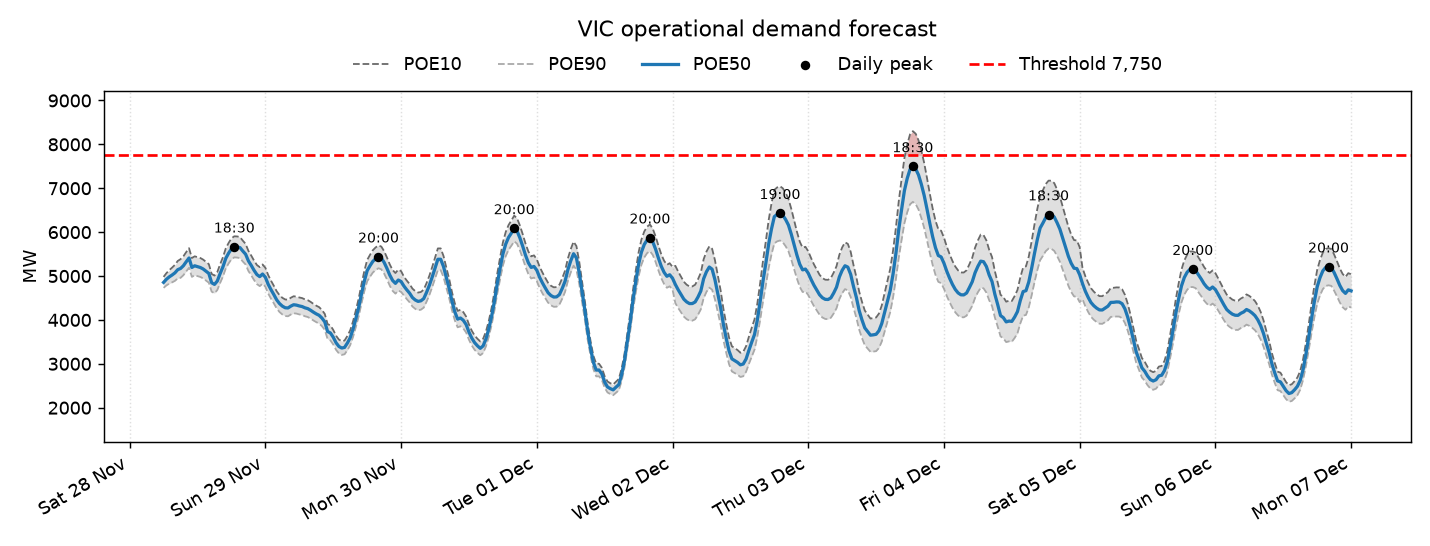 VIC operational demand forecast
POE10 POE90 POE50 Daily peak Threshold 7,750
MW
9000
8000
7000
6000
5000
4000
3000
2000
18:30
20:00
20:00
20:00
19:00
18:30
18:30
20:00
20:00
Sat 28 Nov
Sun 29 Nov
Mon 30 Nov
Tue 01 Dec
Wed 02 Dec
Thu 03 Dec
Fri 04 Dec
Sat 05 Dec
Sun 06 Dec
Mon 07 Dec